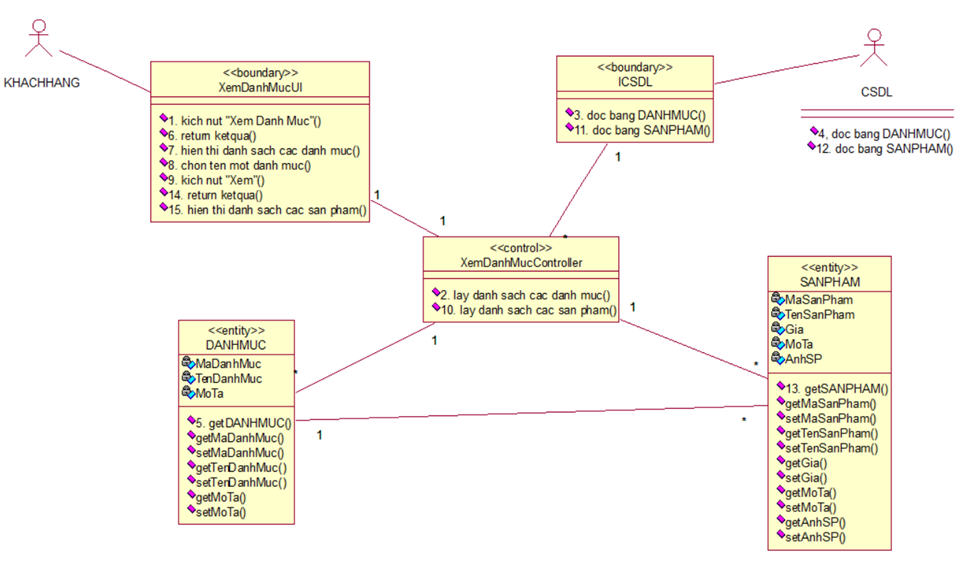 KHACHHANG
<<boundary>>
XemDanhMucUI
1. kich nut "Xem Danh Muc"()
6. return ketqua()
7. hien thi danh sach cac danh muc()
8. chon ten mot danh muc()
9. kich nut "Xem"()
14. return ketqua()
15. hien thi danh sach cac san pham()
<<boundary>>
ICSDL
3. doc bang DANHMUC()
11. doc bang SANPHAM()
CSDL
4, doc bang DANHMUC()
12. doc bang SANPHAM()
1
1
1
*
<<control>>
XemDanhMucController
2. lay danh sach cac danh muc()
10. lay danh sach cac san pham()
1
*
1
*
<<entity>>
DANHMUC
MaDanhMuc
TenDanhMuc
MoTa
5. getDANHMUC()
getMaDanhMuc()
setMaDanhMuc()
getTenDanhMuc()
setTenDanhMuc()
getMoTa()
setMoTa()
1
*
<<entity>>
SANPHAM
MaSanPham
TenSanPham
Gia
MoTa
AnhSP
13. getSANPHAM()
getMaSanPham()
setMaSanPham()
getTenSanPham()
setTenSanPham()
getGia()
setGia()
getMoTa()
setMoTa()
getAnhSP()
setAnhSP()